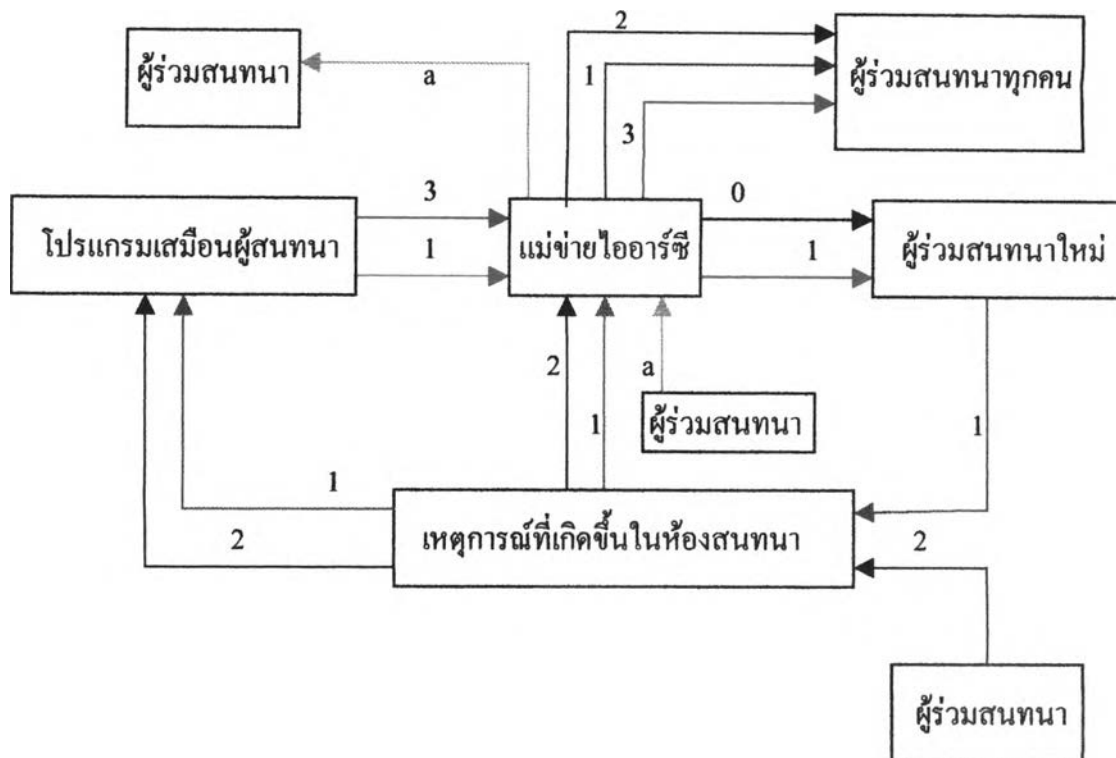 2
ผู้ร่วมสนทนา
a
1
ผู้ร่วมสนทนาทุกคน
3
3
0
โปรแกรมเสมือนผู้สนทนา
แม่ข่ายไออาร์ซี
ผู้ร่วมสนทนาใหม่
1
1
2
a
1
ผู้ร่วมสนทนา
1
1
2
เหตุการณ์ที่เกิดขึ้นในห้องสนทนา
2
ผู้ร่วมสนทนา